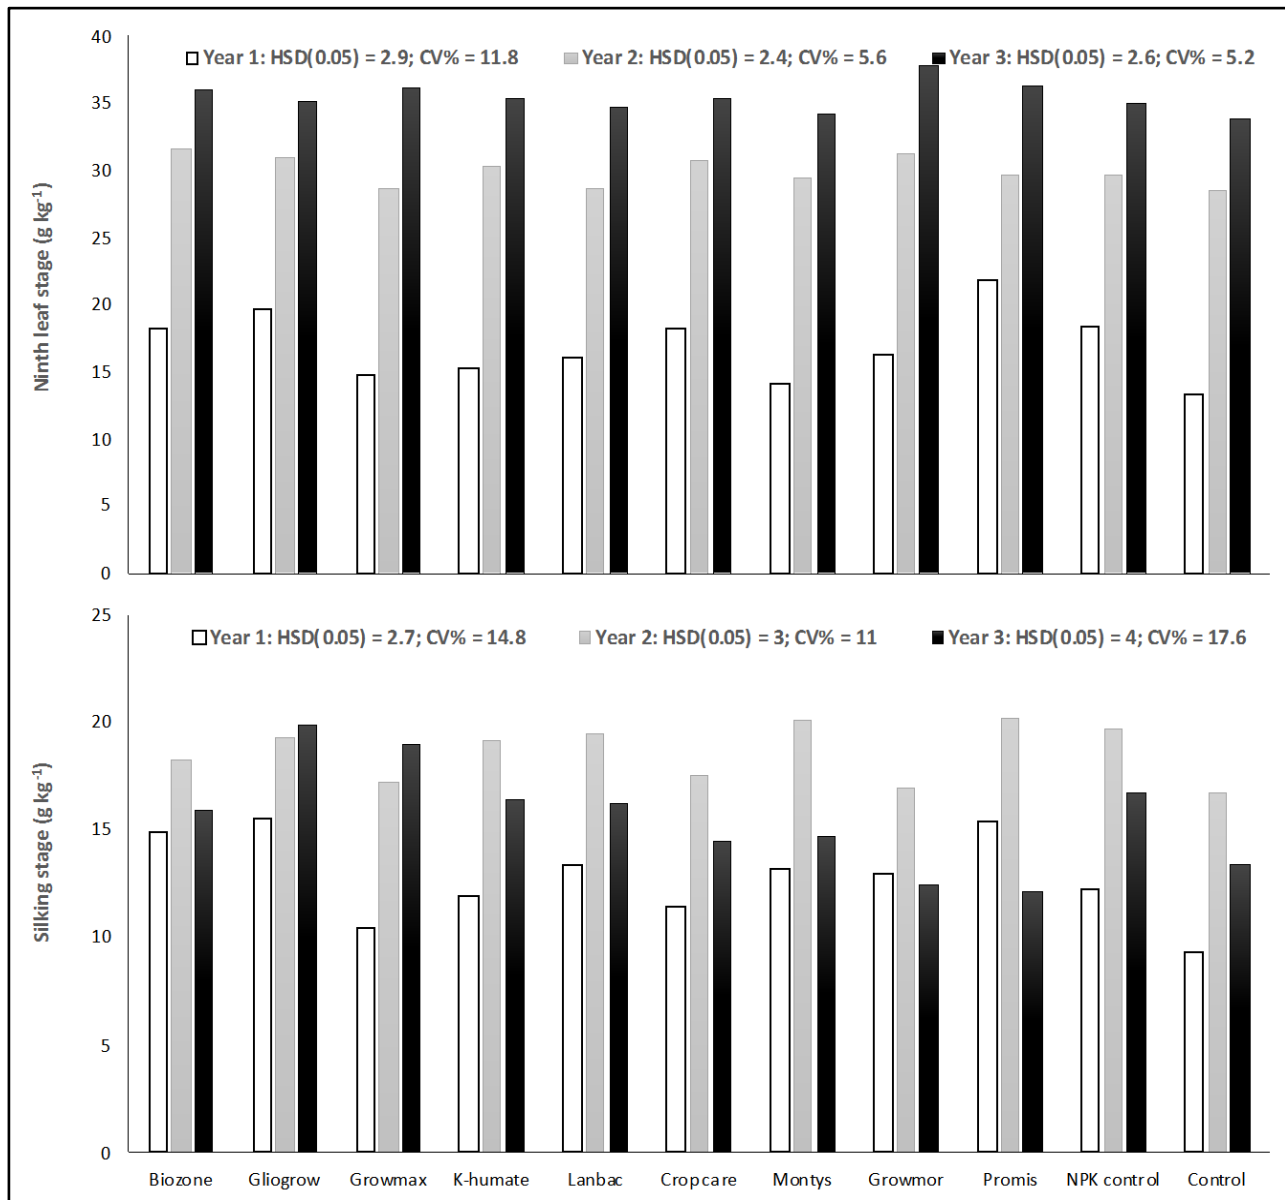 40
Year 1: HSD(0.05) = 2.9; CV% = 11.8
Year 2: HSD(0.05) = 2.4; CV% = 5.6
Year 3: HSD(0.05) = 2.6; CV% = 5.2
35
30
25
20
15
10
5
0
Ninth leaf stage (g kg⁻¹)
25
Year 1: HSD(0.05) = 2.7; CV% = 14.8
Year 2: HSD(0.05) = 3; CV% = 11
Year 3: HSD(0.05) = 4; CV% = 17.6
20
15
10
5
0
Silking stage (g kg⁻¹)
Biozone
Gliogrow
Growmax
K-humate
Lanbac
Crop care
Montys
Growmor
Promis
NPK control
Control